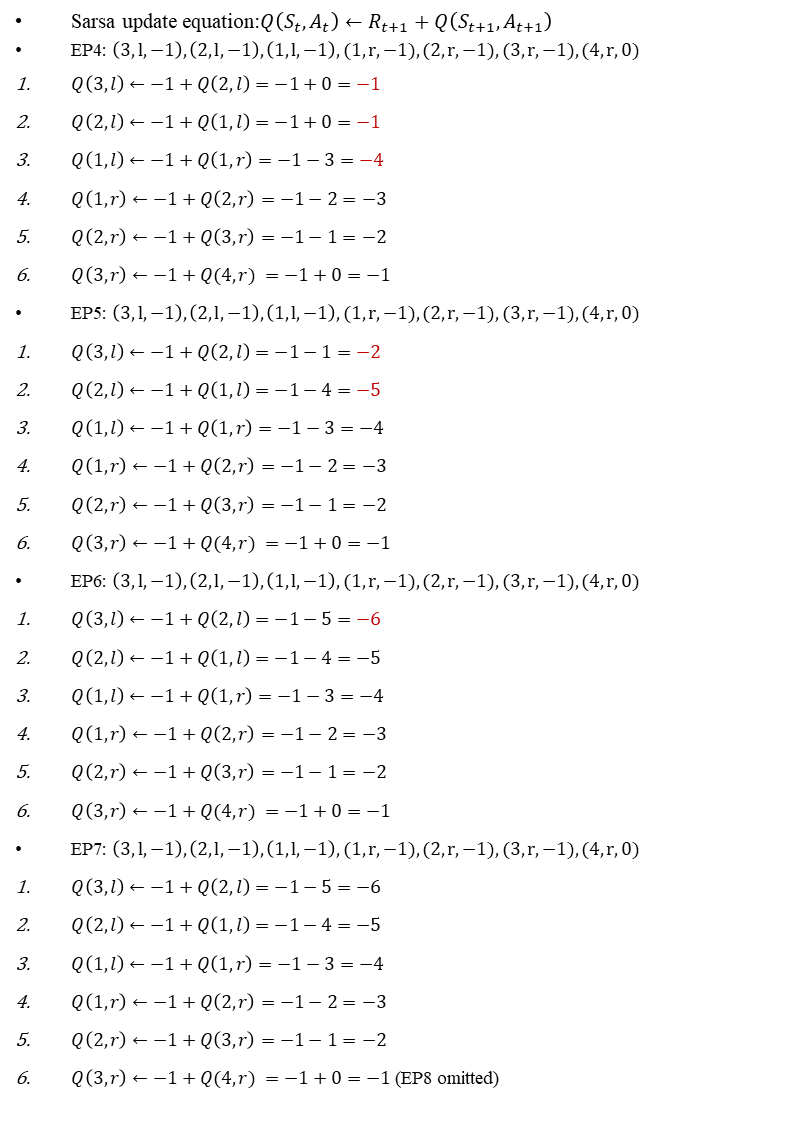 • Sarsa update equation:Q(Sₜ, Aₜ) ← Rₜ₊₁ + Q(Sₜ₊₁, Aₜ₊₁)
• EP4: (3,l,−1),(2,l,−1),(1,l,−1),(1,r,−1),(2,r,−1),(3,r,−1),(4,r,0)
1. Q(3,l) ← −1 + Q(2,l) = −1 + 0 = −1
2. Q(2,l) ← −1 + Q(1,l) = −1 + 0 = −1
3. Q(1,l) ← −1 + Q(1,r) = −1 − 3 = −4
4. Q(1,r) ← −1 + Q(2,r) = −1 − 2 = −3
5. Q(2,r) ← −1 + Q(3,r) = −1 − 1 = −2
6. Q(3,r) ← −1 + Q(4,r) = −1 + 0 = −1
• EP5: (3,l,−1),(2,l,−1),(1,l,−1),(1,r,−1),(2,r,−1),(3,r,−1),(4,r,0)
1. Q(3,l) ← −1 + Q(2,l) = −1 − 1 = −2
2. Q(2,l) ← −1 + Q(1,l) = −1 − 4 = −5
3. Q(1,l) ← −1 + Q(1,r) = −1 − 3 = −4
4. Q(1,r) ← −1 + Q(2,r) = −1 − 2 = −3
5. Q(2,r) ← −1 + Q(3,r) = −1 − 1 = −2
6. Q(3,r) ← −1 + Q(4,r) = −1 + 0 = −1
• EP6: (3,l,−1),(2,l,−1),(1,l,−1),(1,r,−1),(2,r,−1),(3,r,−1),(4,r,0)
1. Q(3,l) ← −1 + Q(2,l) = −1 − 5 = −6
2. Q(2,l) ← −1 + Q(1,l) = −1 − 4 = −5
3. Q(1,l) ← −1 + Q(1,r) = −1 − 3 = −4
4. Q(1,r) ← −1 + Q(2,r) = −1 − 2 = −3
5. Q(2,r) ← −1 + Q(3,r) = −1 − 1 = −2
6. Q(3,r) ← −1 + Q(4,r) = −1 + 0 = −1
• EP7: (3,l,−1),(2,l,−1),(1,l,−1),(1,r,−1),(2,r,−1),(3,r,−1),(4,r,0)
1. Q(3,l) ← −1 + Q(2,l) = −1 − 5 = −6
2. Q(2,l) ← −1 + Q(1,l) = −1 − 4 = −5
3. Q(1,l) ← −1 + Q(1,r) = −1 − 3 = −4
4. Q(1,r) ← −1 + Q(2,r) = −1 − 2 = −3
5. Q(2,r) ← −1 + Q(3,r) = −1 − 1 = −2
6. Q(3,r) ← −1 + Q(4,r) = −1 + 0 = −1 (EP8 omitted)